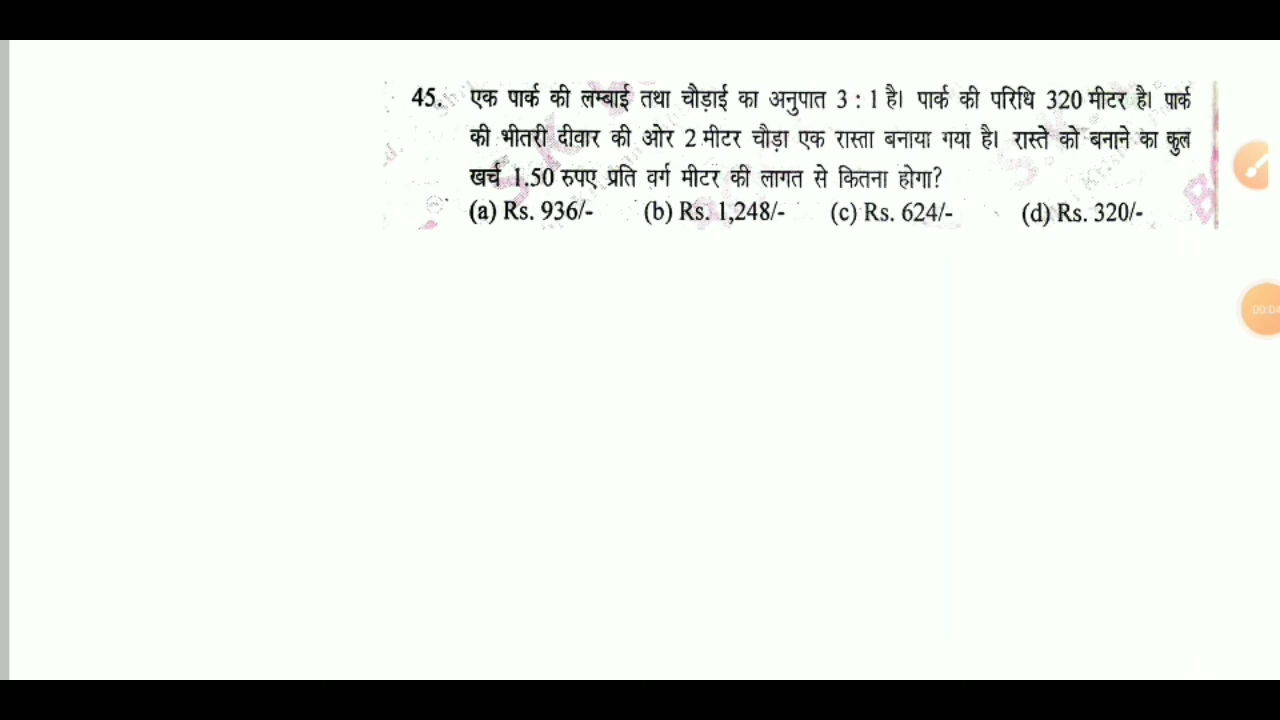 45. एक पार्क की लम्बाई तथा चौड़ाई का अनुपात 3 : 1 है। पार्क की परिधि 320 मीटर है। पार्क
की भीतरी दीवार की ओर 2 मीटर चौड़ा एक रास्ता बनाया गया है। रास्ते को बनाने का कुल
खर्च 1.50 रुपए प्रति वर्ग मीटर की लागत से कितना होगा?
(a) Rs. 936/- (b) Rs. 1,248/- (c) Rs. 624/- (d) Rs. 320/-